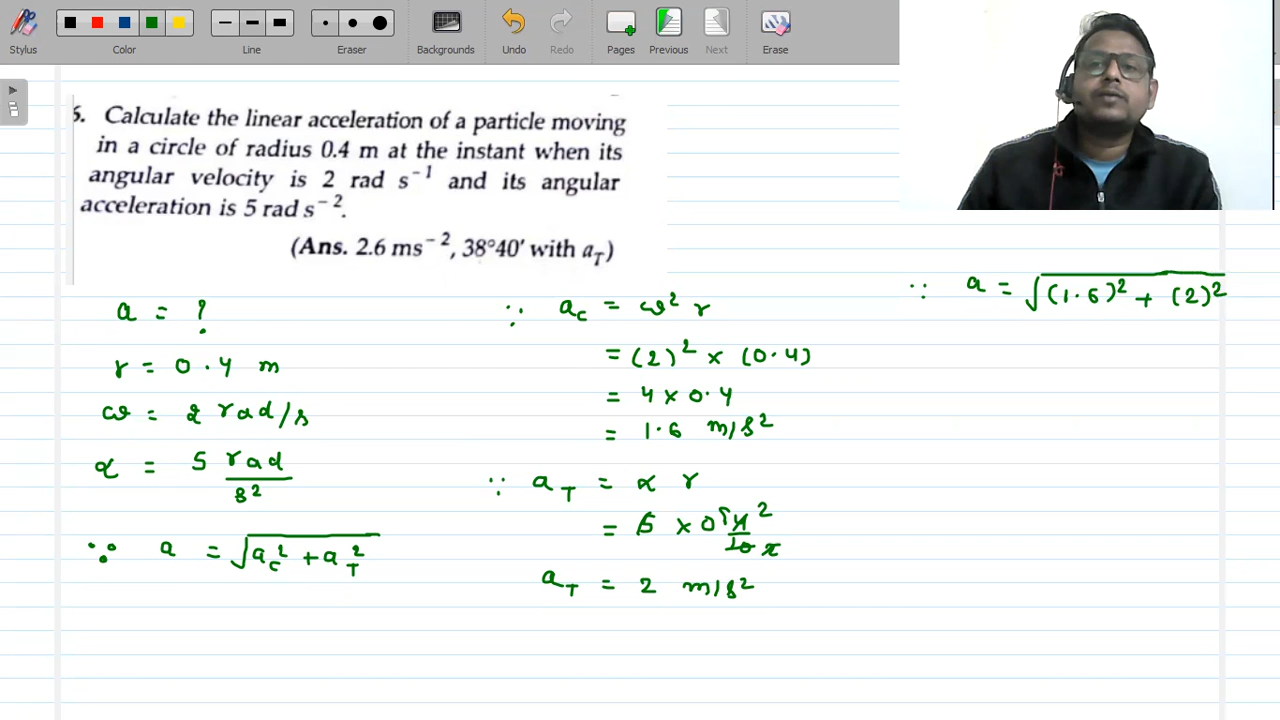 Stylus Color Line Eraser Backgrounds Undo Redo Pages Previous Next Erase
6. Calculate the linear acceleration of a particle moving
in a circle of radius 0.4 m at the instant when its
angular velocity is 2 rad s⁻¹ and its angular
acceleration is 5 rad s⁻².
(Ans. 2.6 ms⁻², 38°40′ with a_T)
a = ?
r = 0.4 m
ω = 2 rad/s
α = 5 rad/s²
∵ a = √(a_c² + a_T²)
∵ a_c = ω² r
= (2)² × (0.4)
= 4 × 0.4
= 1.6 m/s²
∵ a_T = α r
a_T = 2 m/s²
∵ a = √((1.6)² + (2)²)